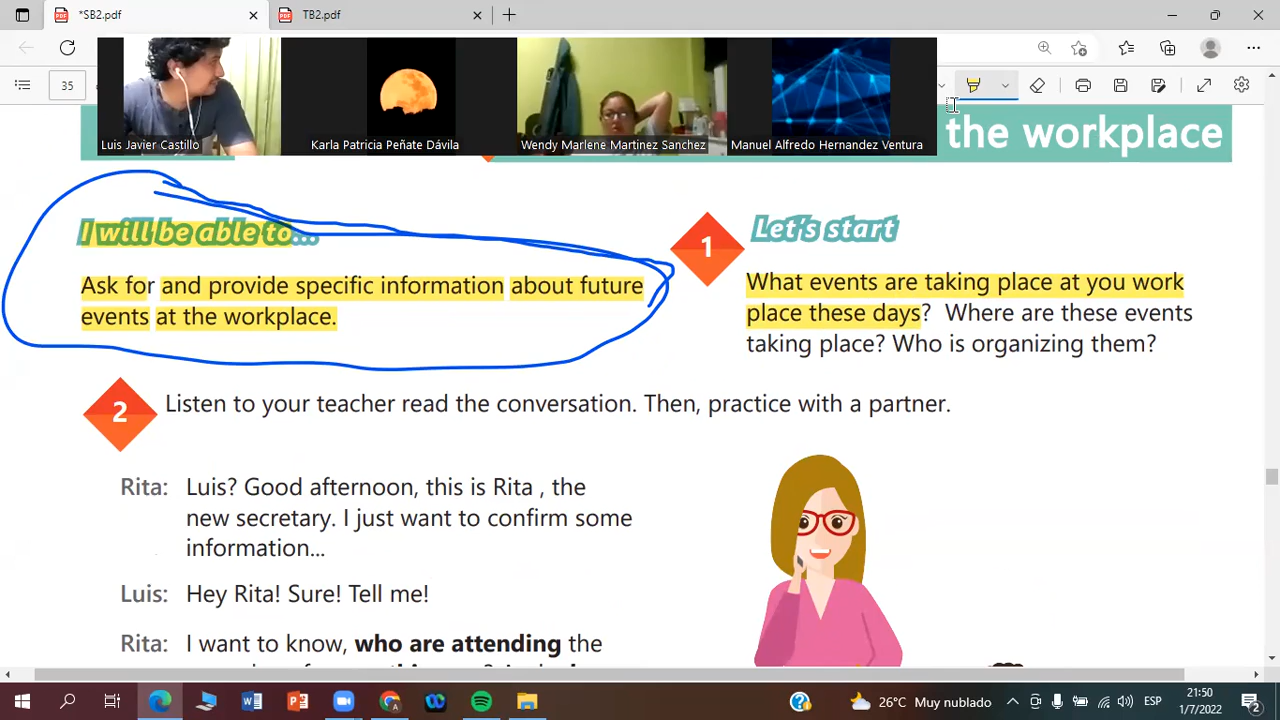 *SB2.pdf
TB2.pdf
35
Luis Javier Castillo
Karla Patricia Peñate Dávila
Wendy Marlene Martinez Sanchez
Manuel Alfredo Hernandez Ventura
the workplace
I will be able to...
Ask for and provide specific information about future
events at the workplace.
1
Let's start
What events are taking place at you work
place these days? Where are these events
taking place? Who is organizing them?
2
Listen to your teacher read the conversation. Then, practice with a partner.
Rita: Luis? Good afternoon, this is Rita , the
new secretary. I just want to confirm some
information...
Luis: Hey Rita! Sure! Tell me!
Rita: I want to know, who are attending the
26°C Muy nublado
ESP
21:50
1/7/2022
2